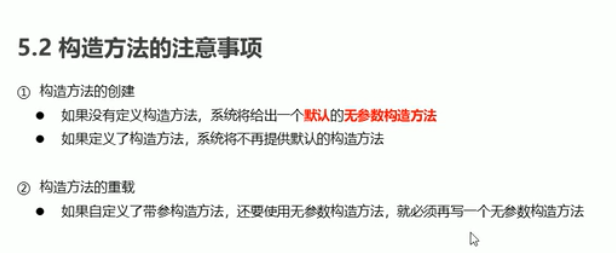 5.2 构造方法的注意事项
① 构造方法的创建
● 如果没有定义构造方法，系统将给出一个默认的无参数构造方法
● 如果定义了构造方法，系统将不再提供默认的构造方法
② 构造方法的重载
● 如果自定义了带参构造方法，还要使用无参数构造方法，就必须再写一个无参数构造方法